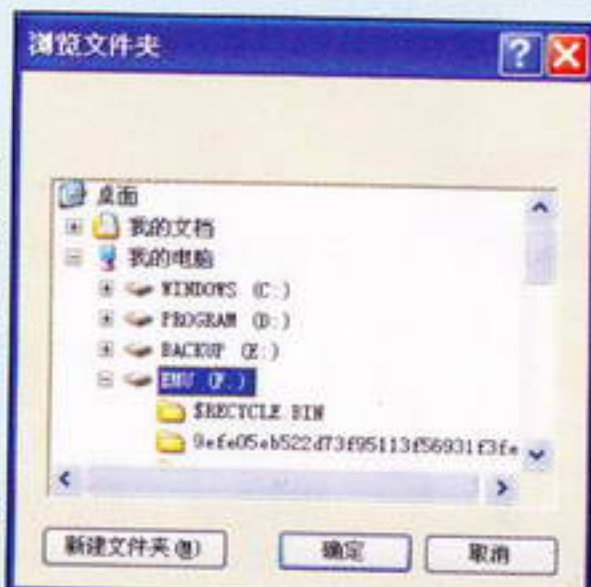 浏览文件夹
桌面
我的文档
我的电脑
WINDOWS (C:)
PROGRAM (D:)
BACKUP (E:)
EMU (F:)
$RECYCLE.BIN
9efe05eb522d73f95113f56931f3fe
新建文件夹(M)
确定
取消